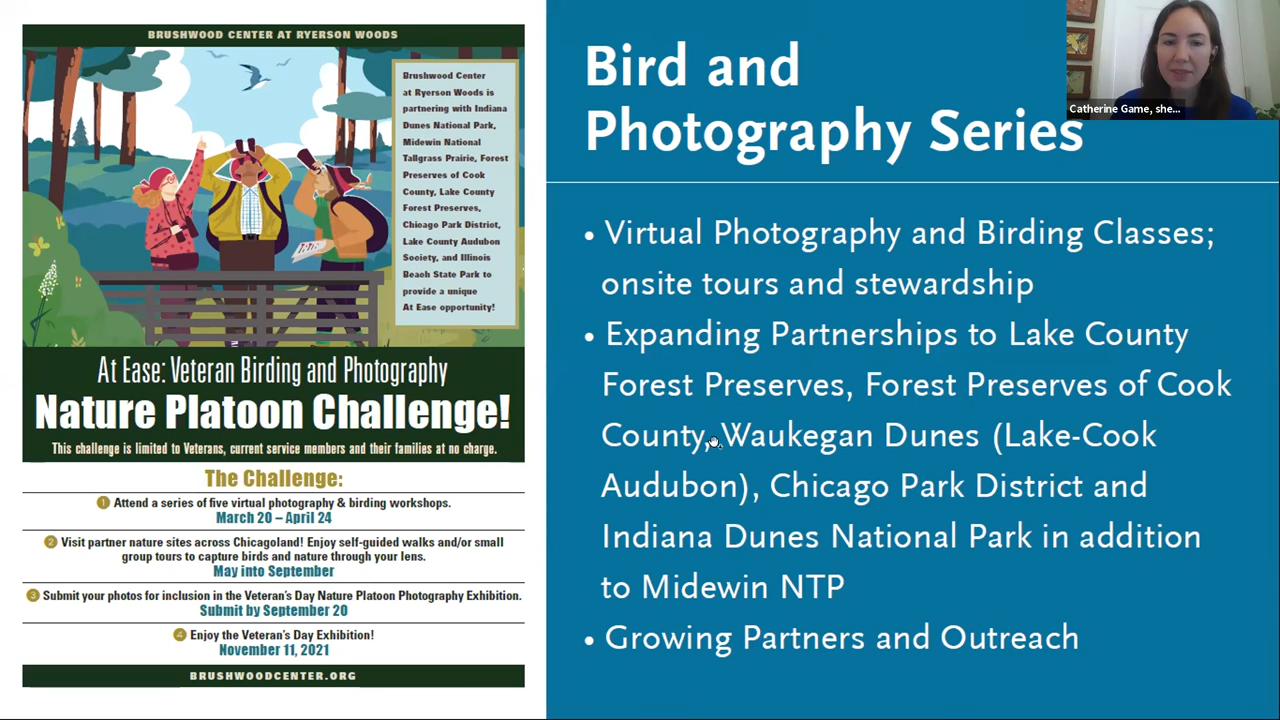 BRUSHWOOD CENTER AT RYERSON WOODS
Brushwood Center
at Ryerson Woods is
partnering with Indiana
Dunes National Park,
Midewin National
Tallgrass Prairie, Forest
Preserves of Cook
County, Lake County
Forest Preserves,
Chicago Park District,
Lake County Audubon
Society, and Illinois
Beach State Park to
provide a unique
At Ease opportunity!
At Ease: Veteran Birding and Photography
Nature Platoon Challenge!
This challenge is limited to Veterans, current service members and their families at no charge.
The Challenge:
1 Attend a series of five virtual photography & birding workshops.
March 20 – April 24
2 Visit partner nature sites across Chicagoland! Enjoy self-guided walks and/or small
group tours to capture birds and nature through your lens.
May into September
3 Submit your photos for inclusion in the Veteran's Day Nature Platoon Photography Exhibition.
Submit by September 20
4 Enjoy the Veteran's Day Exhibition!
November 11, 2021
BRUSHWOODCENTER.ORG
Bird and
Photography Series
• Virtual Photography and Birding Classes;
onsite tours and stewardship
• Expanding Partnerships to Lake County
Forest Preserves, Forest Preserves of Cook
County, Waukegan Dunes (Lake-Cook
Audubon), Chicago Park District and
Indiana Dunes National Park in addition
to Midewin NTP
• Growing Partners and Outreach
Catherine Game, she...